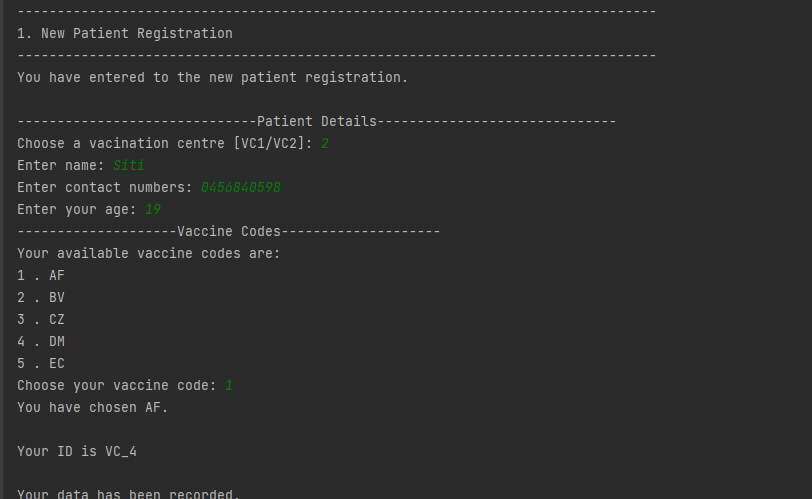 --------------------------------------------------------------------------------
1. New Patient Registration
--------------------------------------------------------------------------------
You have entered to the new patient registration.
------------------------------Patient Details------------------------------
Choose a vacination centre [VC1/VC2]: 2
Enter name: Siti
Enter contact numbers: 0456840598
Enter your age: 19
--------------------Vaccine Codes--------------------
Your available vaccine codes are:
1 . AF
2 . BV
3 . CZ
4 . DM
5 . EC
Choose your vaccine code: 1
You have chosen AF.
Your ID is VC_4
Your data has been recorded.